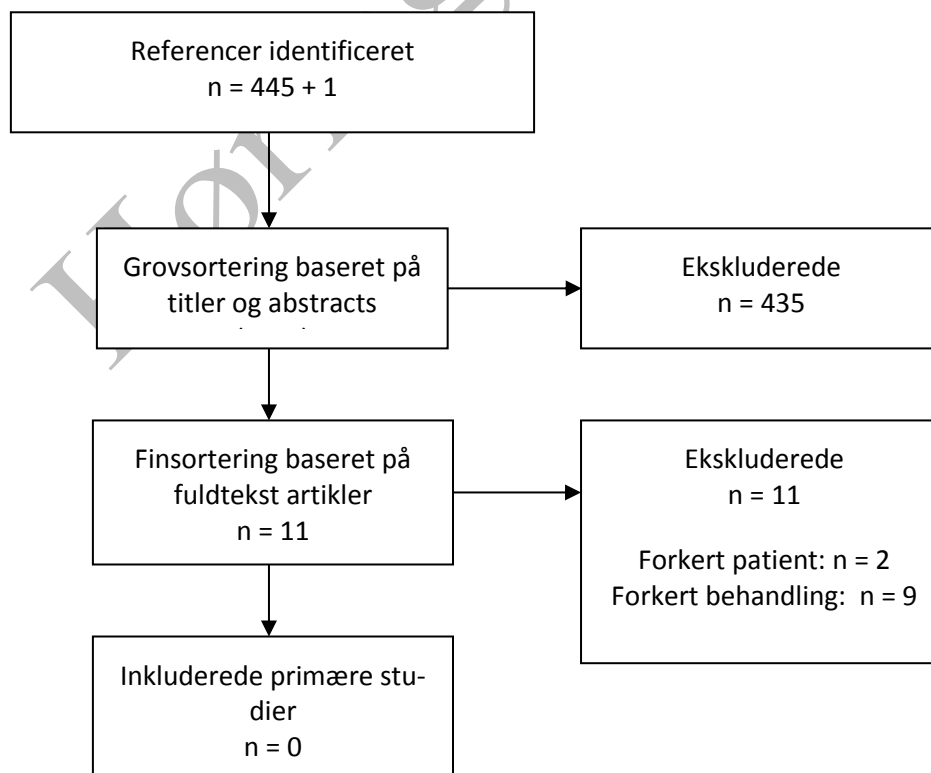 Referencer identificeret
n = 445 + 1
Grovsortering baseret på
titler og abstracts
Ekskluderede
n = 435
Finsortering baseret på
fuldtekst artikler
n = 11
Ekskluderede
n = 11
Forkert patient: n = 2
Forkert behandling: n = 9
Inkluderede primære stu-
dier
n = 0